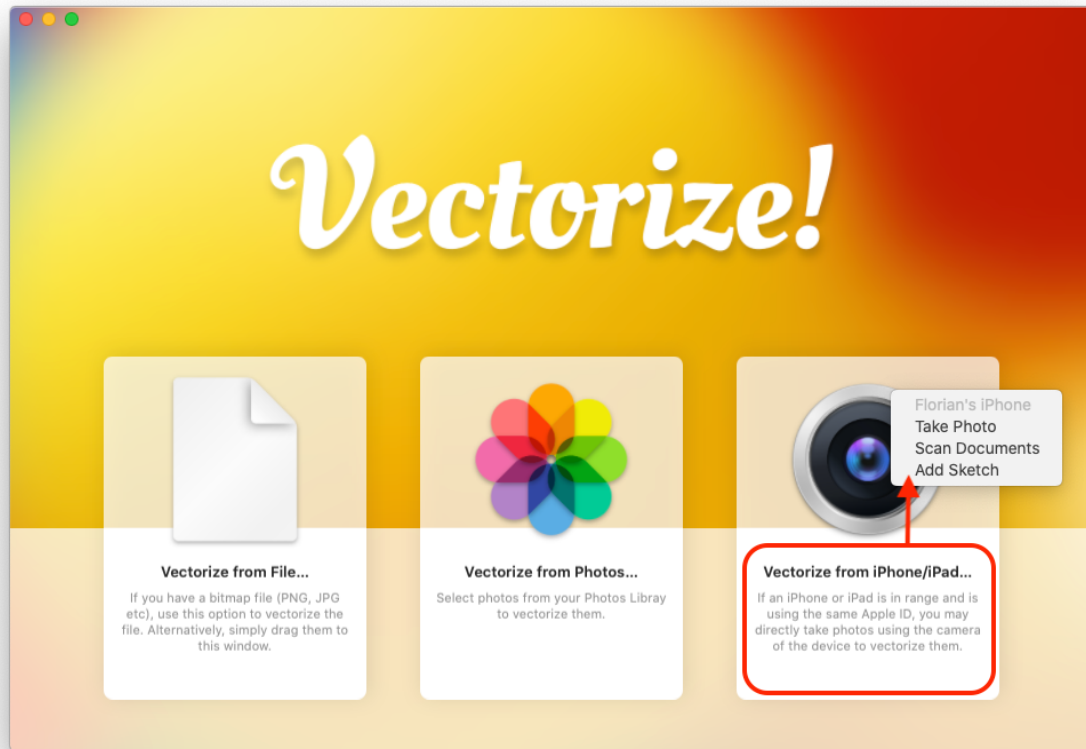 Vectorize!
Florian's iPhone
Take Photo
Scan Documents
Add Sketch
Vectorize from File...
If you have a bitmap file (PNG, JPG
etc), use this option to vectorize the
file. Alternatively, simply drag them to
this window.
Vectorize from Photos...
Select photos from your Photos Libray
to vectorize them.
Vectorize from iPhone/iPad...
If an iPhone or iPad is in range and is
using the same Apple ID, you may
directly take photos using the camera
of the device to vectorize them.